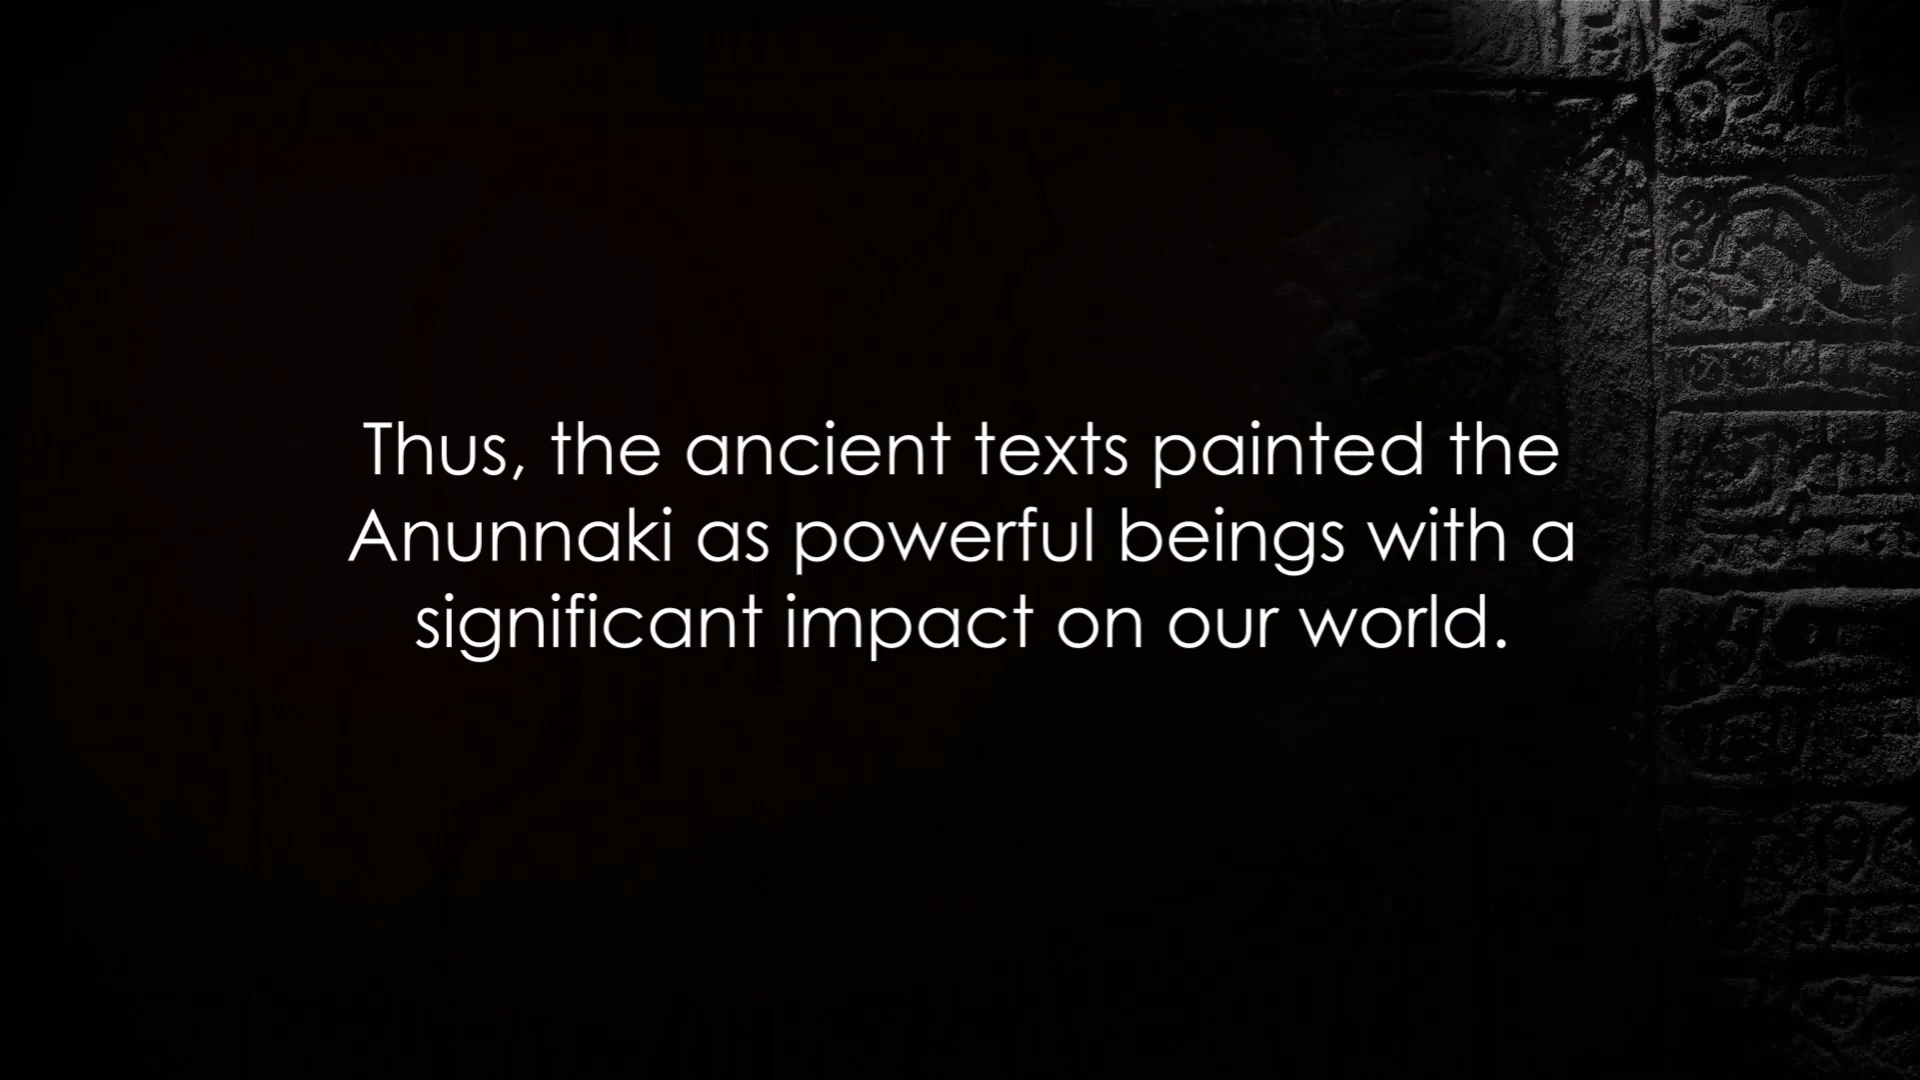 Thus, the ancient texts painted the
Anunnaki as powerful beings with a
significant impact on our world.